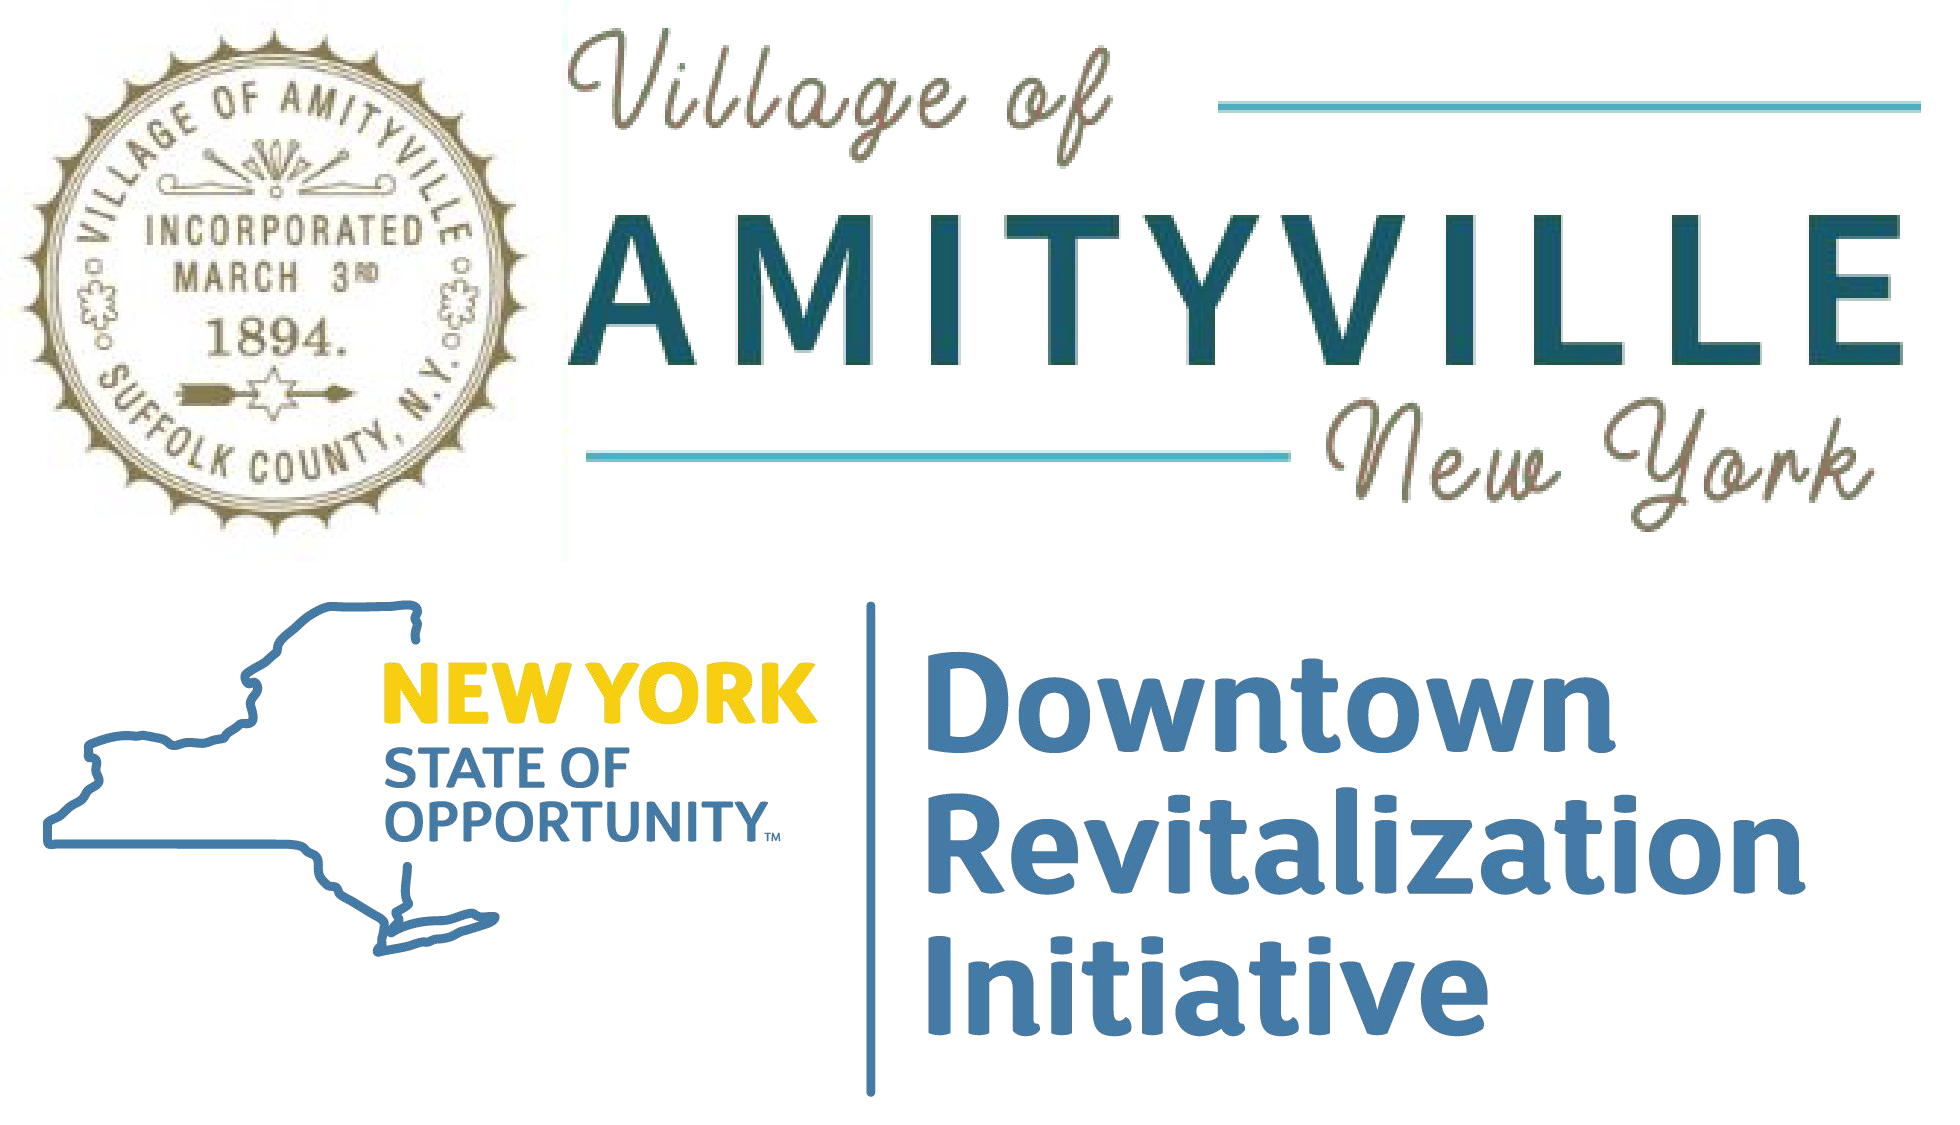 VILLAGE OF AMITYVILLE
INCORPORATED
MARCH 3RD
1894.
SUFFOLK COUNTY, N.Y.
Village of
AMITYVILLE
New York
NEW YORK
STATE OF
OPPORTUNITY™
Downtown
Revitalization
Initiative